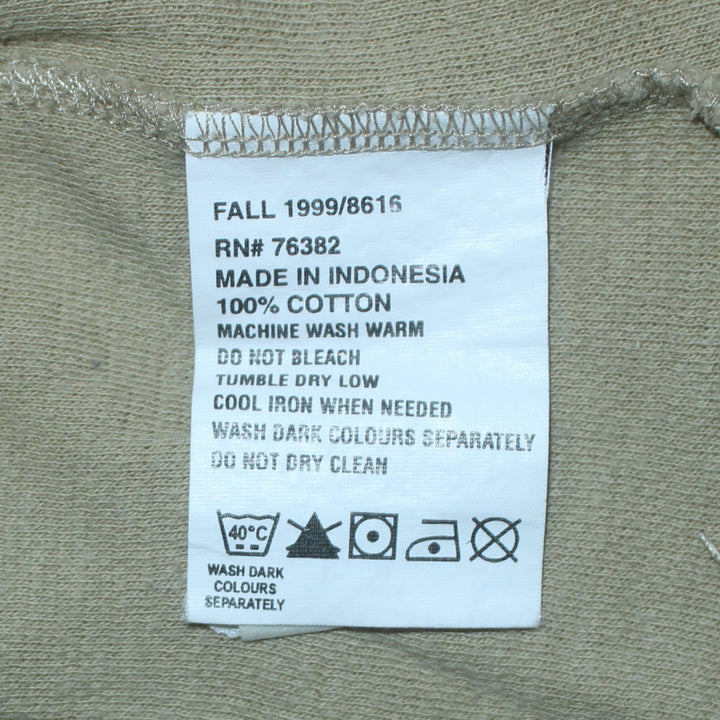 FALL 1999/8616
RN# 76382
MADE IN INDONESIA
100% COTTON
MACHINE WASH WARM
DO NOT BLEACH
TUMBLE DRY LOW
COOL IRON WHEN NEEDED
WASH DARK COLOURS SEPARATELY
DO NOT DRY CLEAN
40°C
WASH DARK
COLOURS
SEPARATELY